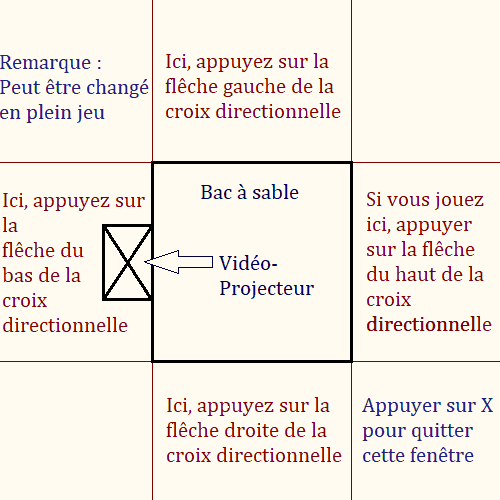 Remarque :
Peut être changé
en plein jeu
Ici, appuyez sur la
flêche gauche de la
croix directionnelle
Ici, appuyez sur
la
flêche du
bas de la
croix
directionnelle
Bac à sable
Vidéo-
Projecteur
Si vous jouez
ici, appuyer
sur la flêche
du haut de la
croix
directionnelle
Ici, appuyez sur la
flêche droite de la
croix directionnelle
Appuyer sur X
pour quitter
cette fenêtre